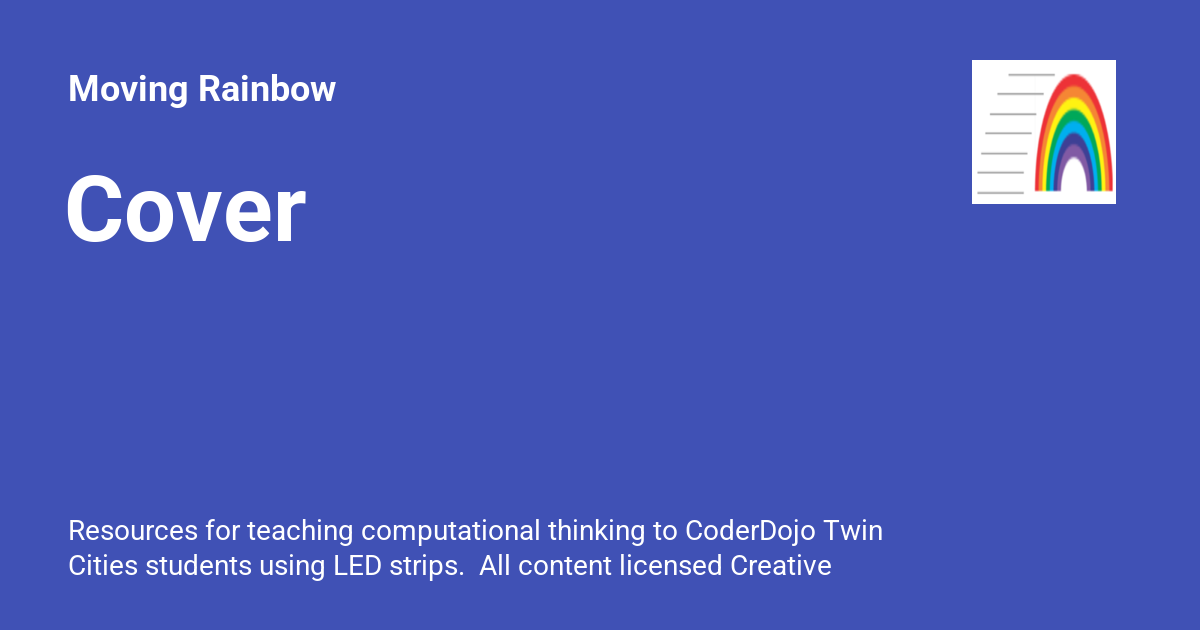 Moving Rainbow
Cover
Resources for teaching computational thinking to CoderDojo Twin
Cities students using LED strips.  All content licensed Creative